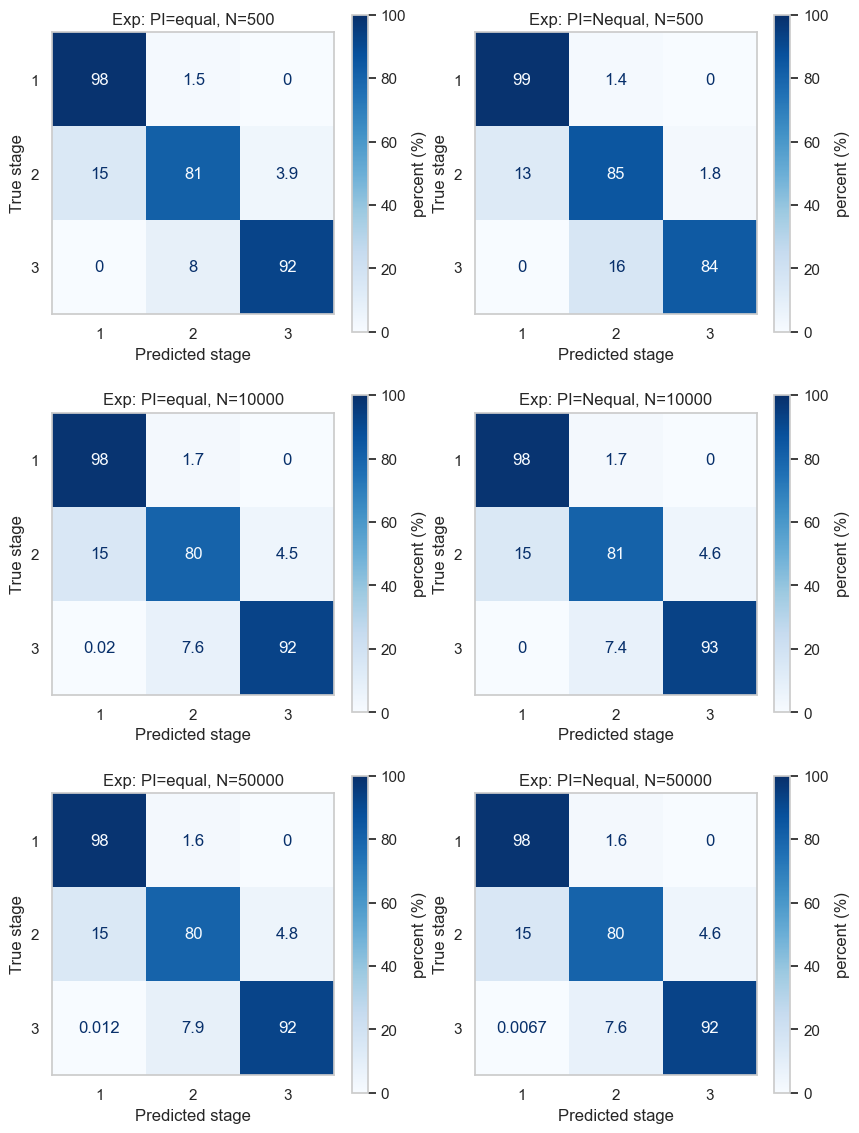 Exp: PI=equal, N=500
True stage
1
2
3
98 1.5 0
15 81 3.9
0 8 92
1 2 3
Predicted stage
100
80
60
40
20
0
percent (%)
Exp: PI=Nequal, N=500
True stage
1
2
3
99 1.4 0
13 85 1.8
0 16 84
1 2 3
Predicted stage
100
80
60
40
20
0
percent (%)
Exp: PI=equal, N=10000
True stage
1
2
3
98 1.7 0
15 80 4.5
0.02 7.6 92
1 2 3
Predicted stage
100
80
60
40
20
0
percent (%)
Exp: PI=Nequal, N=10000
True stage
1
2
3
98 1.7 0
15 81 4.6
0 7.4 93
1 2 3
Predicted stage
100
80
60
40
20
0
percent (%)
Exp: PI=equal, N=50000
True stage
1
2
3
98 1.6 0
15 80 4.8
0.012 7.9 92
1 2 3
Predicted stage
100
80
60
40
20
0
percent (%)
Exp: PI=Nequal, N=50000
True stage
1
2
3
98 1.6 0
15 80 4.6
0.0067 7.6 92
1 2 3
Predicted stage
100
80
60
40
20
0
percent (%)